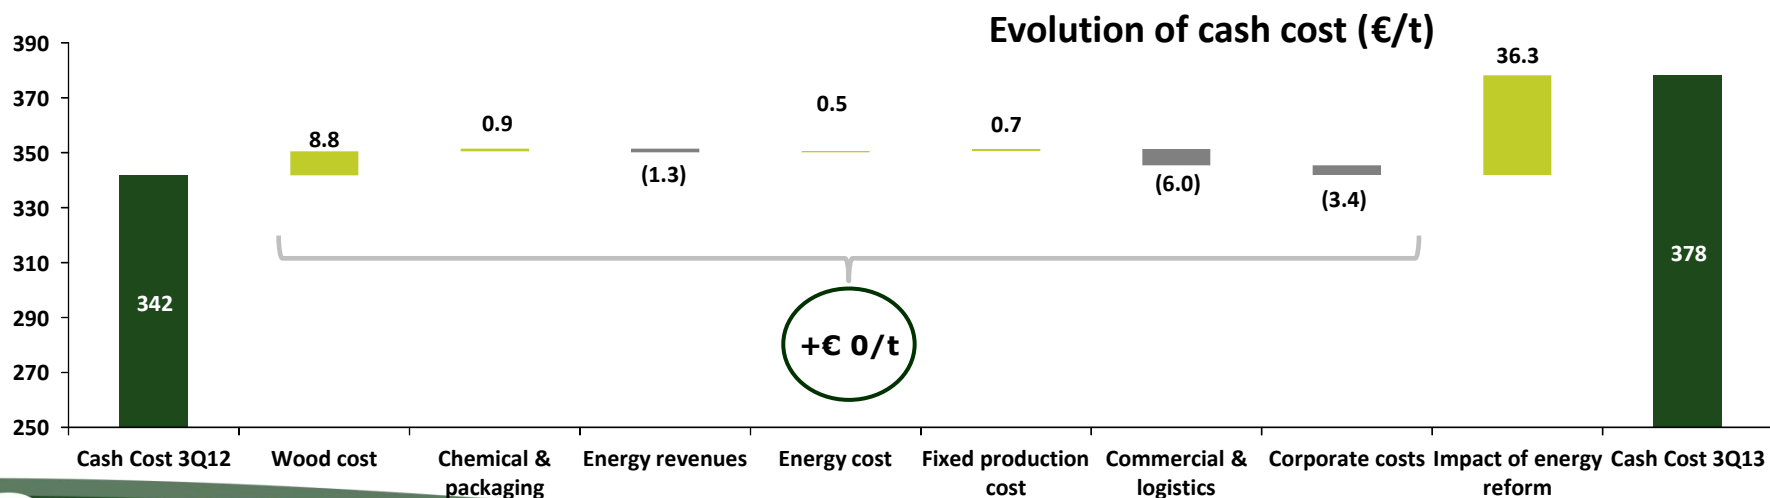 Evolution of cash cost (€/t)
390
370
350
330
310
290
270
250
342
8.8
0.9
(1.3)
0.5
0.7
(6.0)
(3.4)
36.3
378
+€ 0/t
Cash Cost 3Q12
Wood cost
Chemical &
packaging
Energy revenues
Energy cost
Fixed production
cost
Commercial &
logistics
Corporate costs
Impact of energy
reform
Cash Cost 3Q13